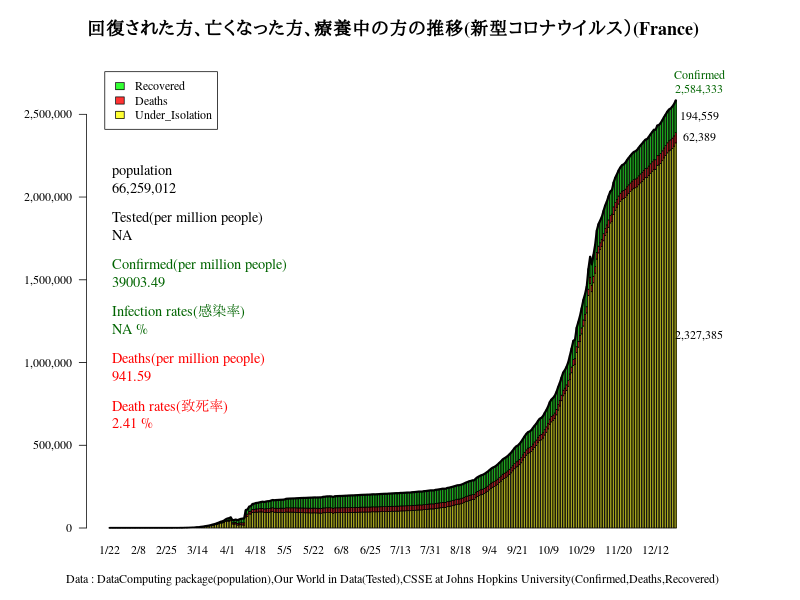 回復された方、亡くなった方、療養中の方の推移(新型コロナウイルス）(France)
Confirmed
2,584,333
194,559
62,389
2,327,385
Recovered
Deaths
Under_Isolation
population
66,259,012
Tested(per million people)
NA
Confirmed(per million people)
39003.49
Infection rates(感染率)
NA %
Deaths(per million people)
941.59
Death rates(致死率)
2.41 %
2,500,000
2,000,000
1,500,000
1,000,000
500,000
0
1/22 2/8 2/25 3/14 4/1 4/18 5/5 5/22 6/8 6/25 7/13 7/31 8/18 9/4 9/21 10/9 10/29 11/20 12/12
Data : DataComputing package(population),Our World in Data(Tested),CSSE at Johns Hopkins University(Confirmed,Deaths,Recovered)